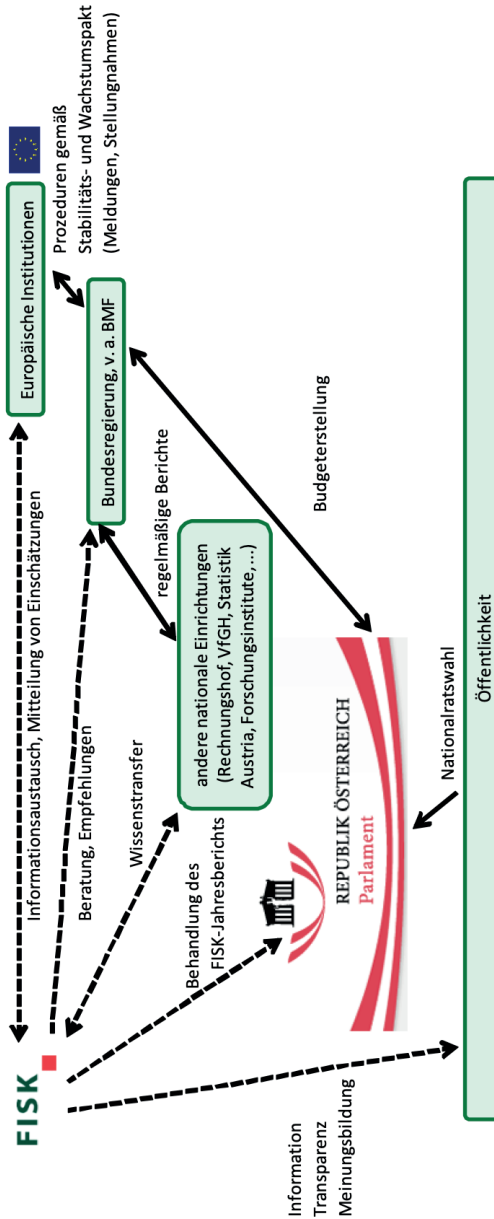 FISK
Informationsaustausch, Mitteilung von Einschätzungen
Europäische Institutionen
Prozeduren gemäß
Stabilitäts- und Wachstumspakt
(Meldungen, Stellungnahmen)
Beratung, Empfehlungen
Bundesregierung, v. a. BMF
Wissenstransfer
regelmäßige Berichte
andere nationale Einrichtungen
(Rechnungshof, VfGH, Statistik
Austria, Forschungsinstitute, ...)
Behandlung des
FISK-Jahresberichts
Budgeterstellung
REPUBLIK ÖSTERREICH
Parlament
Information
Transparenz
Meinungsbildung
Nationalratswahl
Öffentlichkeit